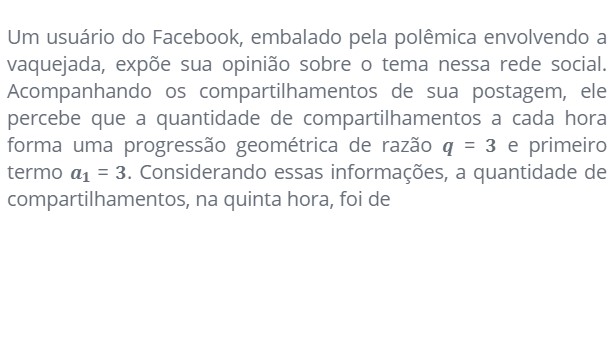 Um usuário do Facebook, embalado pela polêmica envolvendo a
vaquejada, expõe sua opinião sobre o tema nessa rede social.
Acompanhando os compartilhamentos de sua postagem, ele
percebe que a quantidade de compartilhamentos a cada hora
forma uma progressão geométrica de razão q = 3 e primeiro
termo a₁ = 3. Considerando essas informações, a quantidade de
compartilhamentos, na quinta hora, foi de